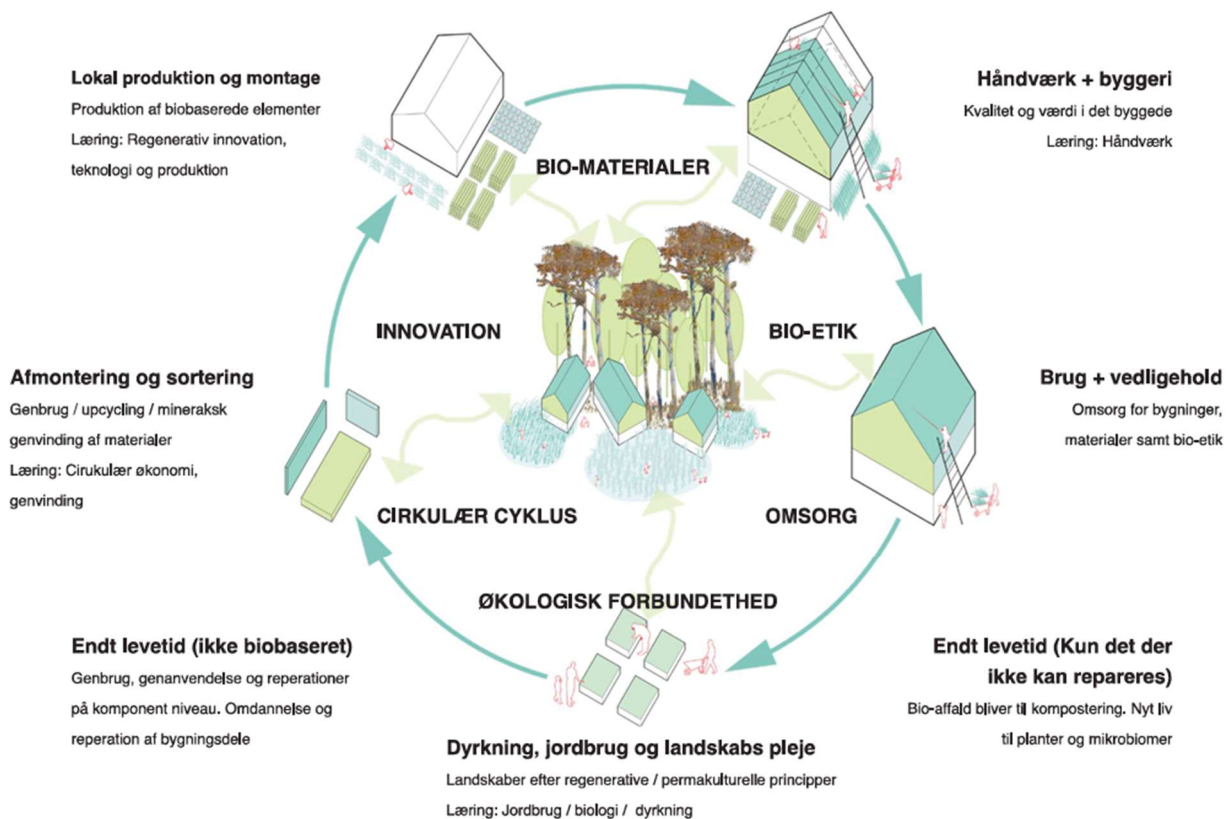 Lokal produktion og montage
Produktion af biobaserede elementer
Læring: Regenerativ innovation,
teknologi og produktion
Håndværk + byggeri
Kvalitet og værdi i det byggede
Læring: Håndværk
BIO-MATERIALER
INNOVATION
BIO-ETIK
Afmontering og sortering
Genbrug / upcycling / mineraksk
genvinding af materialer
Læring: Cirukulær økonomi,
genvinding
Brug + vedligehold
Omsorg for bygninger,
materialer samt bio-etik
CIRKULÆR CYKLUS
OMSORG
ØKOLOGISK FORBUNDETHED
Endt levetid (ikke biobaseret)
Genbrug, genanvendelse og reperationer
på komponent niveau. Omdannelse og
reperation af bygningsdele
Endt levetid (Kun det der
ikke kan repareres)
Bio-affald bliver til kompostering. Nyt liv
til planter og mikrobiomer
Dyrkning, jordbrug og landskabs pleje
Landskaber efter regenerative / permakulturelle principper
Læring: Jordbrug / biologi / dyrkning